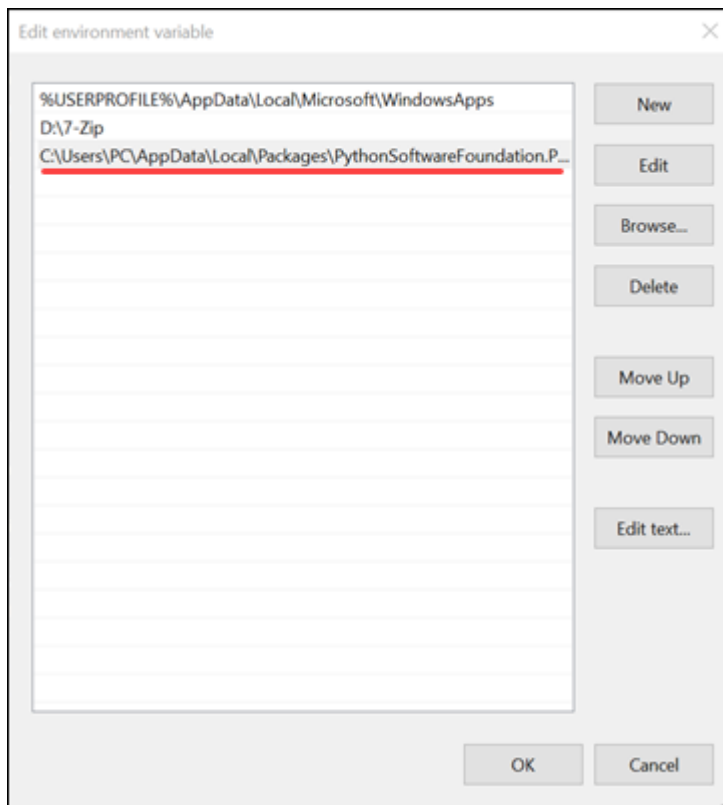 Edit environment variable
%USERPROFILE%\AppData\Local\Microsoft\WindowsApps
D:\7-Zip
C:\Users\PC\AppData\Local\Packages\PythonSoftwareFoundation.P...
New
Edit
Browse...
Delete
Move Up
Move Down
Edit text...
OK
Cancel